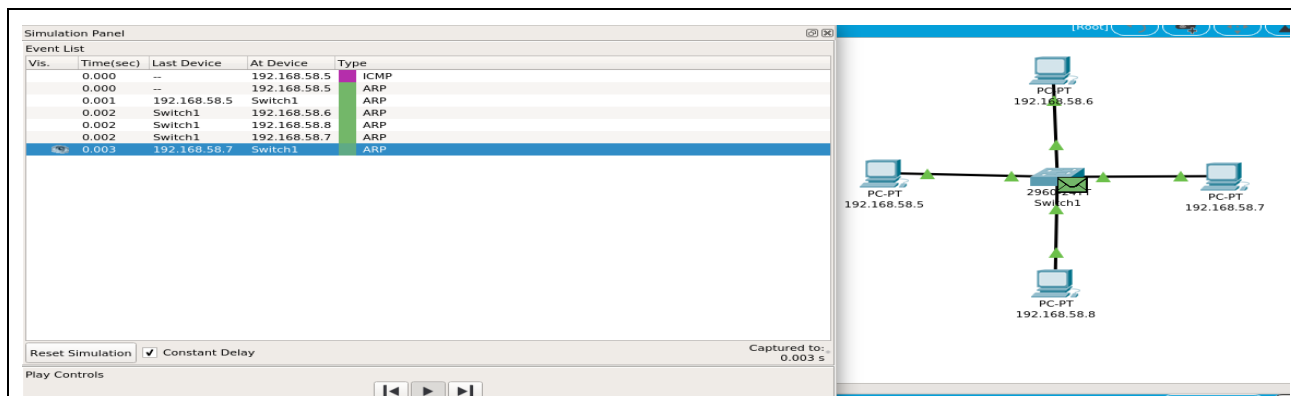 Simulation Panel
Event List
Vis. Time(sec) Last Device At Device Type
0.000 -- 192.168.58.5 ICMP
0.000 -- 192.168.58.5 ARP
0.001 192.168.58.5 Switch1 ARP
0.002 Switch1 192.168.58.6 ARP
0.002 Switch1 192.168.58.8 ARP
0.002 Switch1 192.168.58.7 ARP
0.003 192.168.58.7 Switch1 ARP
Reset Simulation Constant Delay
Captured to:
0.003 s
Play Controls
[Root]
PC-PT
192.168.58.6
PC-PT
192.168.58.5
Switch1
PC-PT
192.168.58.7
PC-PT
192.168.58.8